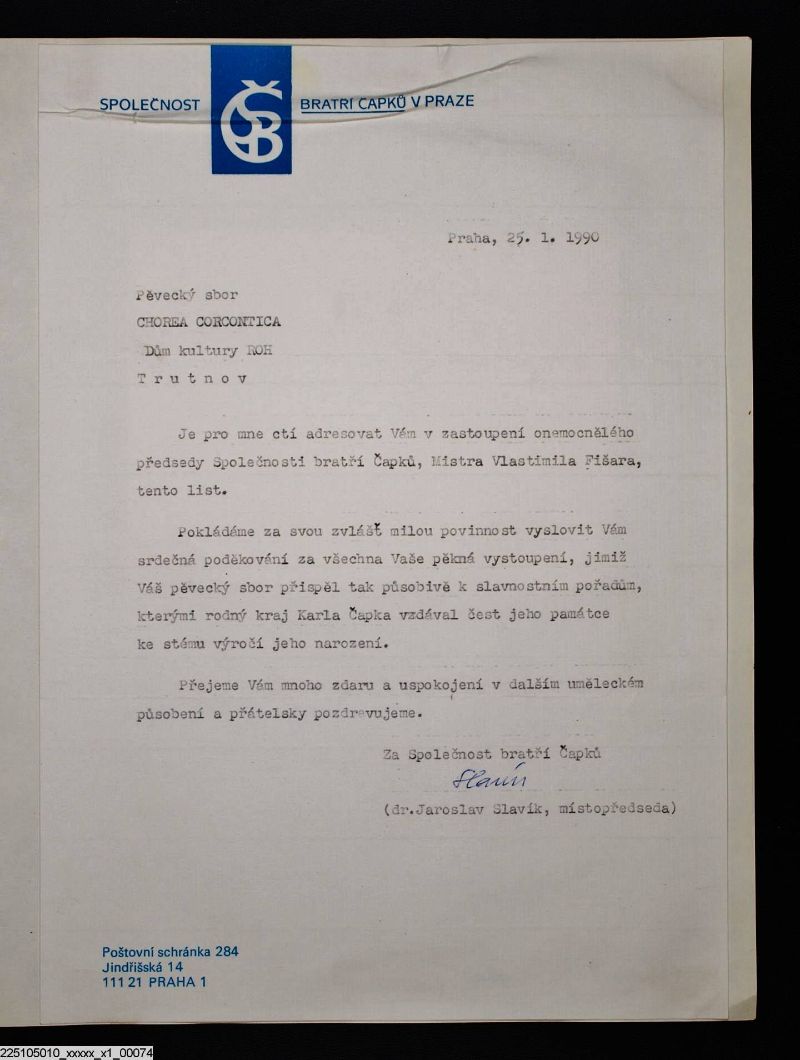 SPOLEČNOST BRATŘÍ ČAPKŮ V PRAZE
Praha, 25. 1. 1990
Pěvecký sbor
CHOREA CORCONTICA
Dům kultury ROH
T r u t n o v
Je pro mne ctí adresovat Vám v zastoupení onemocnělého
předsedy Společnosti bratří Čapků, Mistra Vlastimila Fišara,
tento list.
Pokládáme za svou zvlášť milou povinnost vyslovit Vám
srdečná poděkování za všechna Vaše pěkná vystoupení, jimiž
Váš pěvecký sbor přispěl tak působivě k slavnostním pořadům,
kterými rodný kraj Karla Čapka vzdával čest jeho památce
ke stému výročí jeho narození.
Přejeme Vám mnoho zdaru a uspokojení v dalším uměleckém
působení a přátelsky pozdravujeme.
Za Společnost bratří Čapků
Slavík
(dr.Jaroslav Slavík, místopředseda)
Poštovní schránka 284
Jindřišská 14
111 21 PRAHA 1
225105010_xxxxx_x1_00074